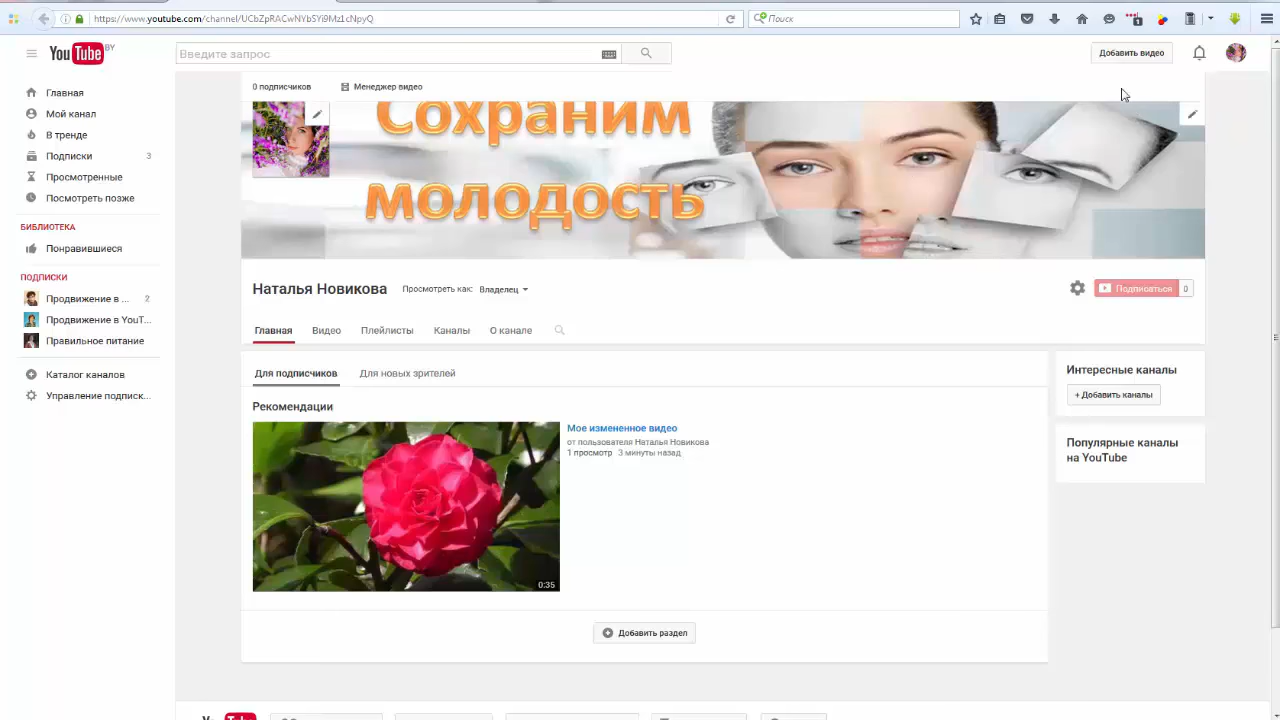 https://www.youtube.com/channel/UCbZpRACwNYbSYi9Mz1cNpyQ
Поиск
YouTube BY
Введите запрос
Добавить видео
Главная
Мой канал
В тренде
Подписки 3
Просмотренные
Посмотреть позже
БИБЛИОТЕКА
Понравившиеся
ПОДПИСКИ
Продвижение в ... 2
Продвижение в YouT...
Правильное питание
Каталог каналов
Управление подписк...
0 подписчиков
Менеджер видео
Сохраним
молодость
Наталья Новикова
Просмотреть как: Владелец
Подписаться 0
Главная
Видео
Плейлисты
Каналы
О канале
Для подписчиков
Для новых зрителей
Рекомендации
0:35
Мое измененное видео
от пользователя Наталья Новикова
1 просмотр 3 минуты назад
Добавить раздел
Интересные каналы
+ Добавить каналы
Популярные каналы
на YouTube